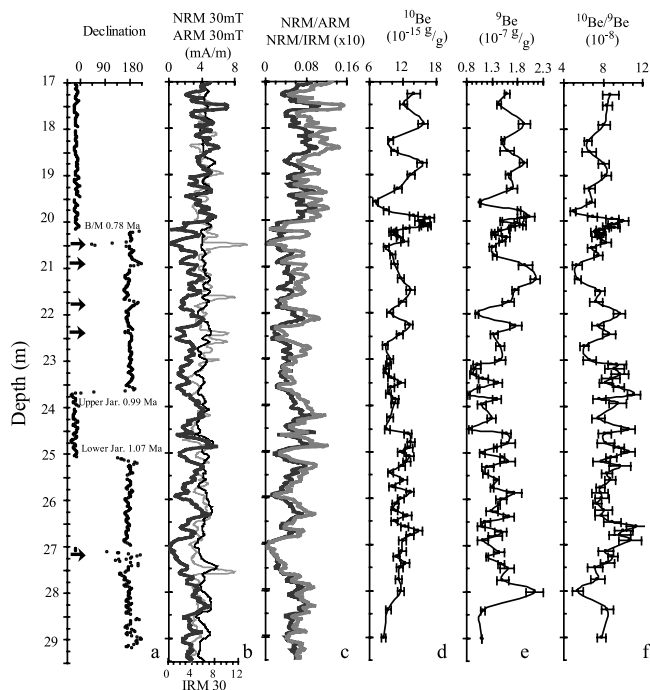 Declination
NRM 30mT
ARM 30mT
(mA/m)
NRM/ARM
NRM/IRM (x10)
10Be
(10-15 g/g)
9Be
(10-7 g/g)
10Be/9Be
(10-8)
0 90 180
0 4 8
0 0.08 0.16
6 12 18
0.8 1.3 1.8 2.3
4 8 12
Depth (m)
17
18
19
20
B/M 0.78 Ma
21
22
23
24
Upper Jar. 0.99 Ma
Lower Jar. 1.07 Ma
25
26
27
28
29
a b c d e f
0 4 8 12
IRM 30